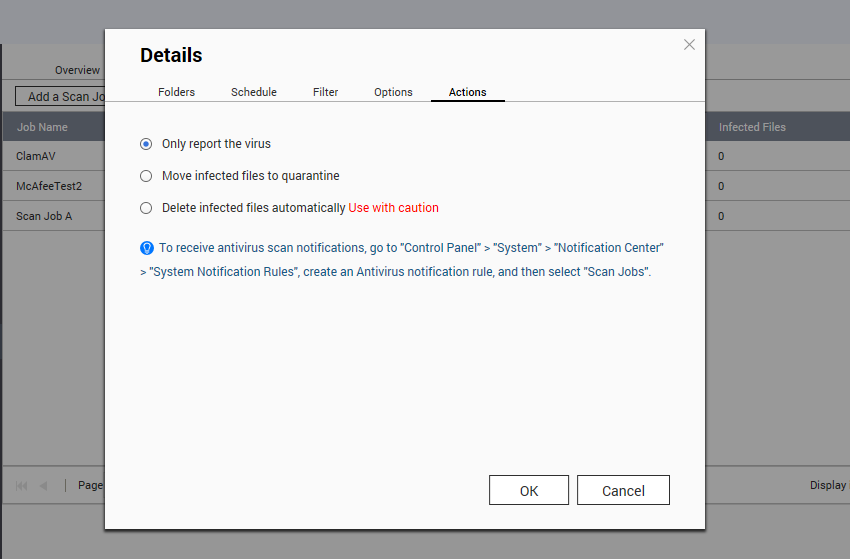 Details
Folders Schedule Filter Options Actions
Overview
Add a Scan Jo
Job Name Infected Files
ClamAV 0
McAfeeTest2 0
Scan Job A 0
Only report the virus
Move infected files to quarantine
Delete infected files automatically Use with caution
To receive antivirus scan notifications, go to "Control Panel" > "System" > "Notification Center"
> "System Notification Rules", create an Antivirus notification rule, and then select "Scan Jobs".
Page Display
OK Cancel